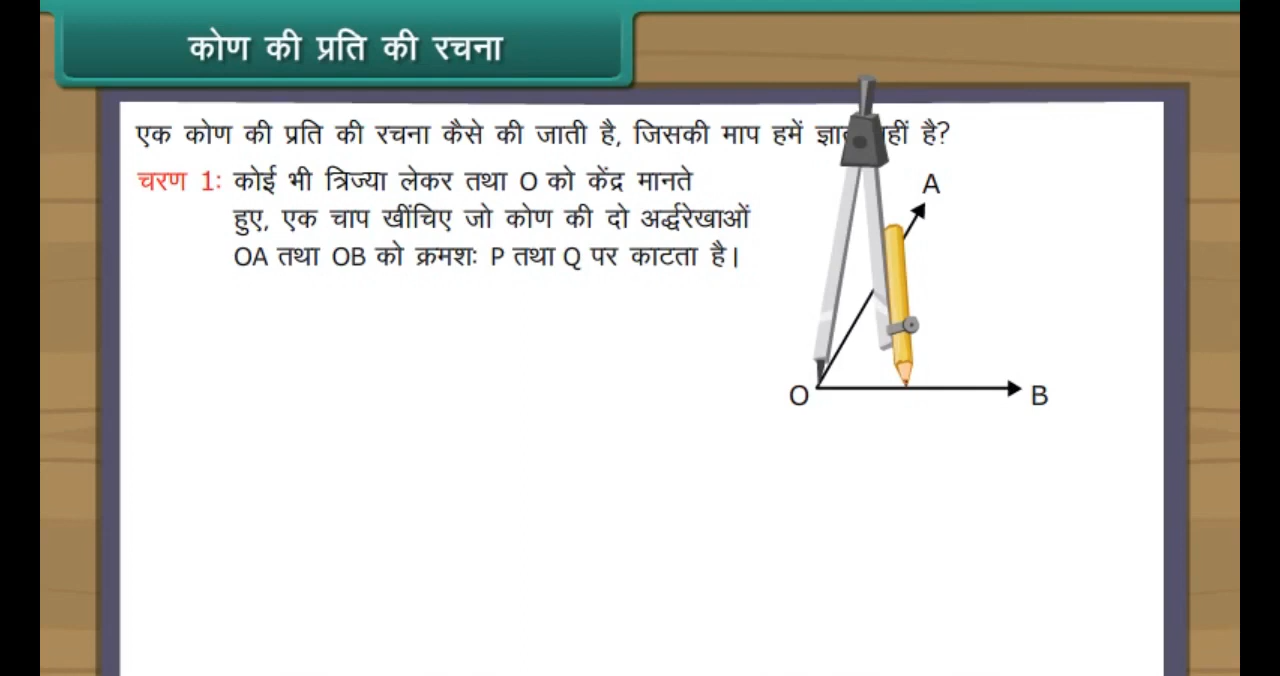 कोण की प्रति की रचना
एक कोण की प्रति की रचना कैसे की जाती है, जिसकी माप हमें है?
चरण 1: कोई भी त्रिज्या लेकर तथा O को केंद्र मानते
हुए, एक चाप खींचिए जो कोण की दो अर्द्धरेखाओं
OA तथा OB को क्रमशः P तथा Q पर काटता है।
A
O
B